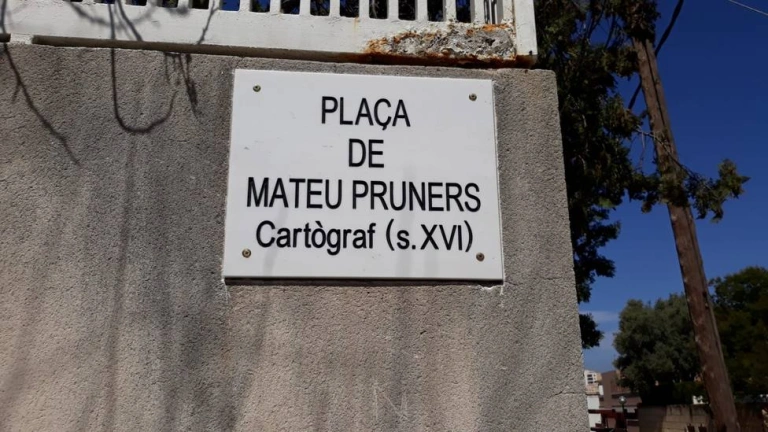 PLAÇA
DE
MATEU PRUNERS
Cartògraf (s.XVI)